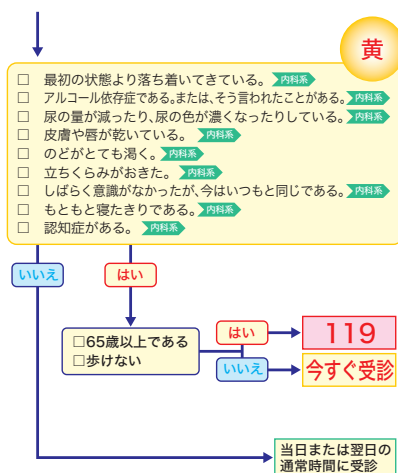 黄
□ 最初の状態より落ち着いてきている。 内科系
□ アルコール依存症である。または、そう言われたことがある。 内科系
□ 尿の量が減ったり、尿の色が濃くなったりしている。 内科系
□ 皮膚や唇が乾いている。 内科系
□ のどがとても渇く。 内科系
□ 立ちくらみがおきた。 内科系
□ しばらく意識がなかったが、今はいつもと同じである。 内科系
□ もともと寝たきりである。 内科系
□ 認知症がある。 内科系
いいえ はい
□65歳以上である
□歩けない
はい 119
いいえ 今すぐ受診
当日または翌日の
通常時間に受診